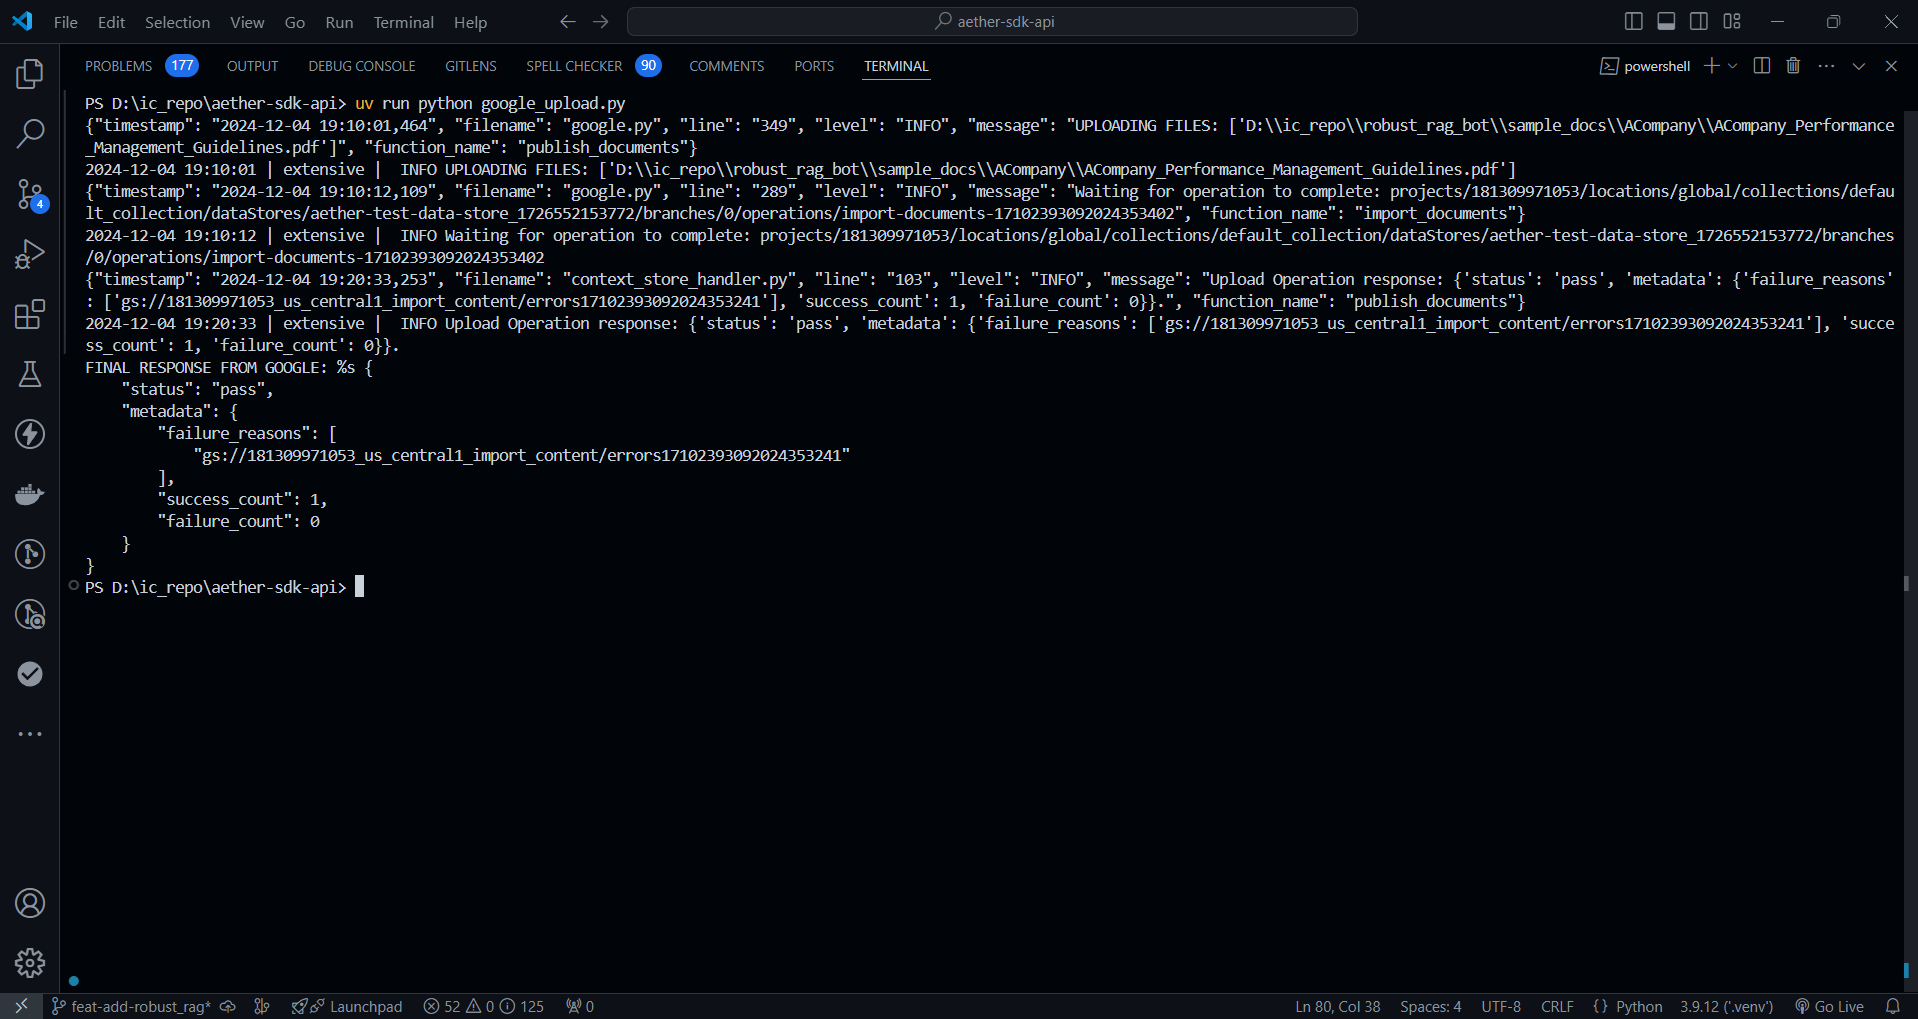 File Edit Selection View Go Run Terminal Help
aether-sdk-api
PROBLEMS 177 OUTPUT DEBUG CONSOLE GITLENS SPELL CHECKER 90 COMMENTS PORTS TERMINAL
powershell
PS D:\ic_repo\aether-sdk-api> uv run python google_upload.py
{"timestamp": "2024-12-04 19:10:01,464", "filename": "google.py", "line": "349", "level": "INFO", "message": "UPLOADING FILES: ['D:\\ic_repo\\robust_rag_bot\\sample_docs\\ACompany\\ACompany_Performance
_Management_Guidelines.pdf']", "function_name": "publish_documents"}
2024-12-04 19:10:01 | extensive |  INFO UPLOADING FILES: ['D:\\ic_repo\\robust_rag_bot\\sample_docs\\ACompany\\ACompany_Performance_Management_Guidelines.pdf']
{"timestamp": "2024-12-04 19:10:12,109", "filename": "google.py", "line": "289", "level": "INFO", "message": "Waiting for operation to complete: projects/181309971053/locations/global/collections/defau
lt_collection/dataStores/aether-test-data-store_1726552153772/branches/0/operations/import-documents-17102393092024353402", "function_name": "import_documents"}
2024-12-04 19:10:12 | extensive |  INFO Waiting for operation to complete: projects/181309971053/locations/global/collections/default_collection/dataStores/aether-test-data-store_1726552153772/branches
/0/operations/import-documents-17102393092024353402
{"timestamp": "2024-12-04 19:20:33,253", "filename": "context_store_handler.py", "line": "103", "level": "INFO", "message": "Upload Operation response: {'status': 'pass', 'metadata': {'failure_reasons'
: ['gs://181309971053_us_central1_import_content/errors17102393092024353241'], 'success_count': 1, 'failure_count': 0}}.", "function_name": "publish_documents"}
2024-12-04 19:20:33 | extensive |  INFO Upload Operation response: {'status': 'pass', 'metadata': {'failure_reasons': ['gs://181309971053_us_central1_import_content/errors17102393092024353241'], 'succe
ss_count': 1, 'failure_count': 0}}.
FINAL RESPONSE FROM GOOGLE: %s {
    "status": "pass",
    "metadata": {
        "failure_reasons": [
            "gs://181309971053_us_central1_import_content/errors17102393092024353241"
        ],
        "success_count": 1,
        "failure_count": 0
    }
}
PS D:\ic_repo\aether-sdk-api>
4
feat-add-robust_rag* Launchpad 52 0 125 0 Ln 80, Col 38 Spaces: 4 UTF-8 CRLF {} Python 3.9.12 ('.venv') Go Live